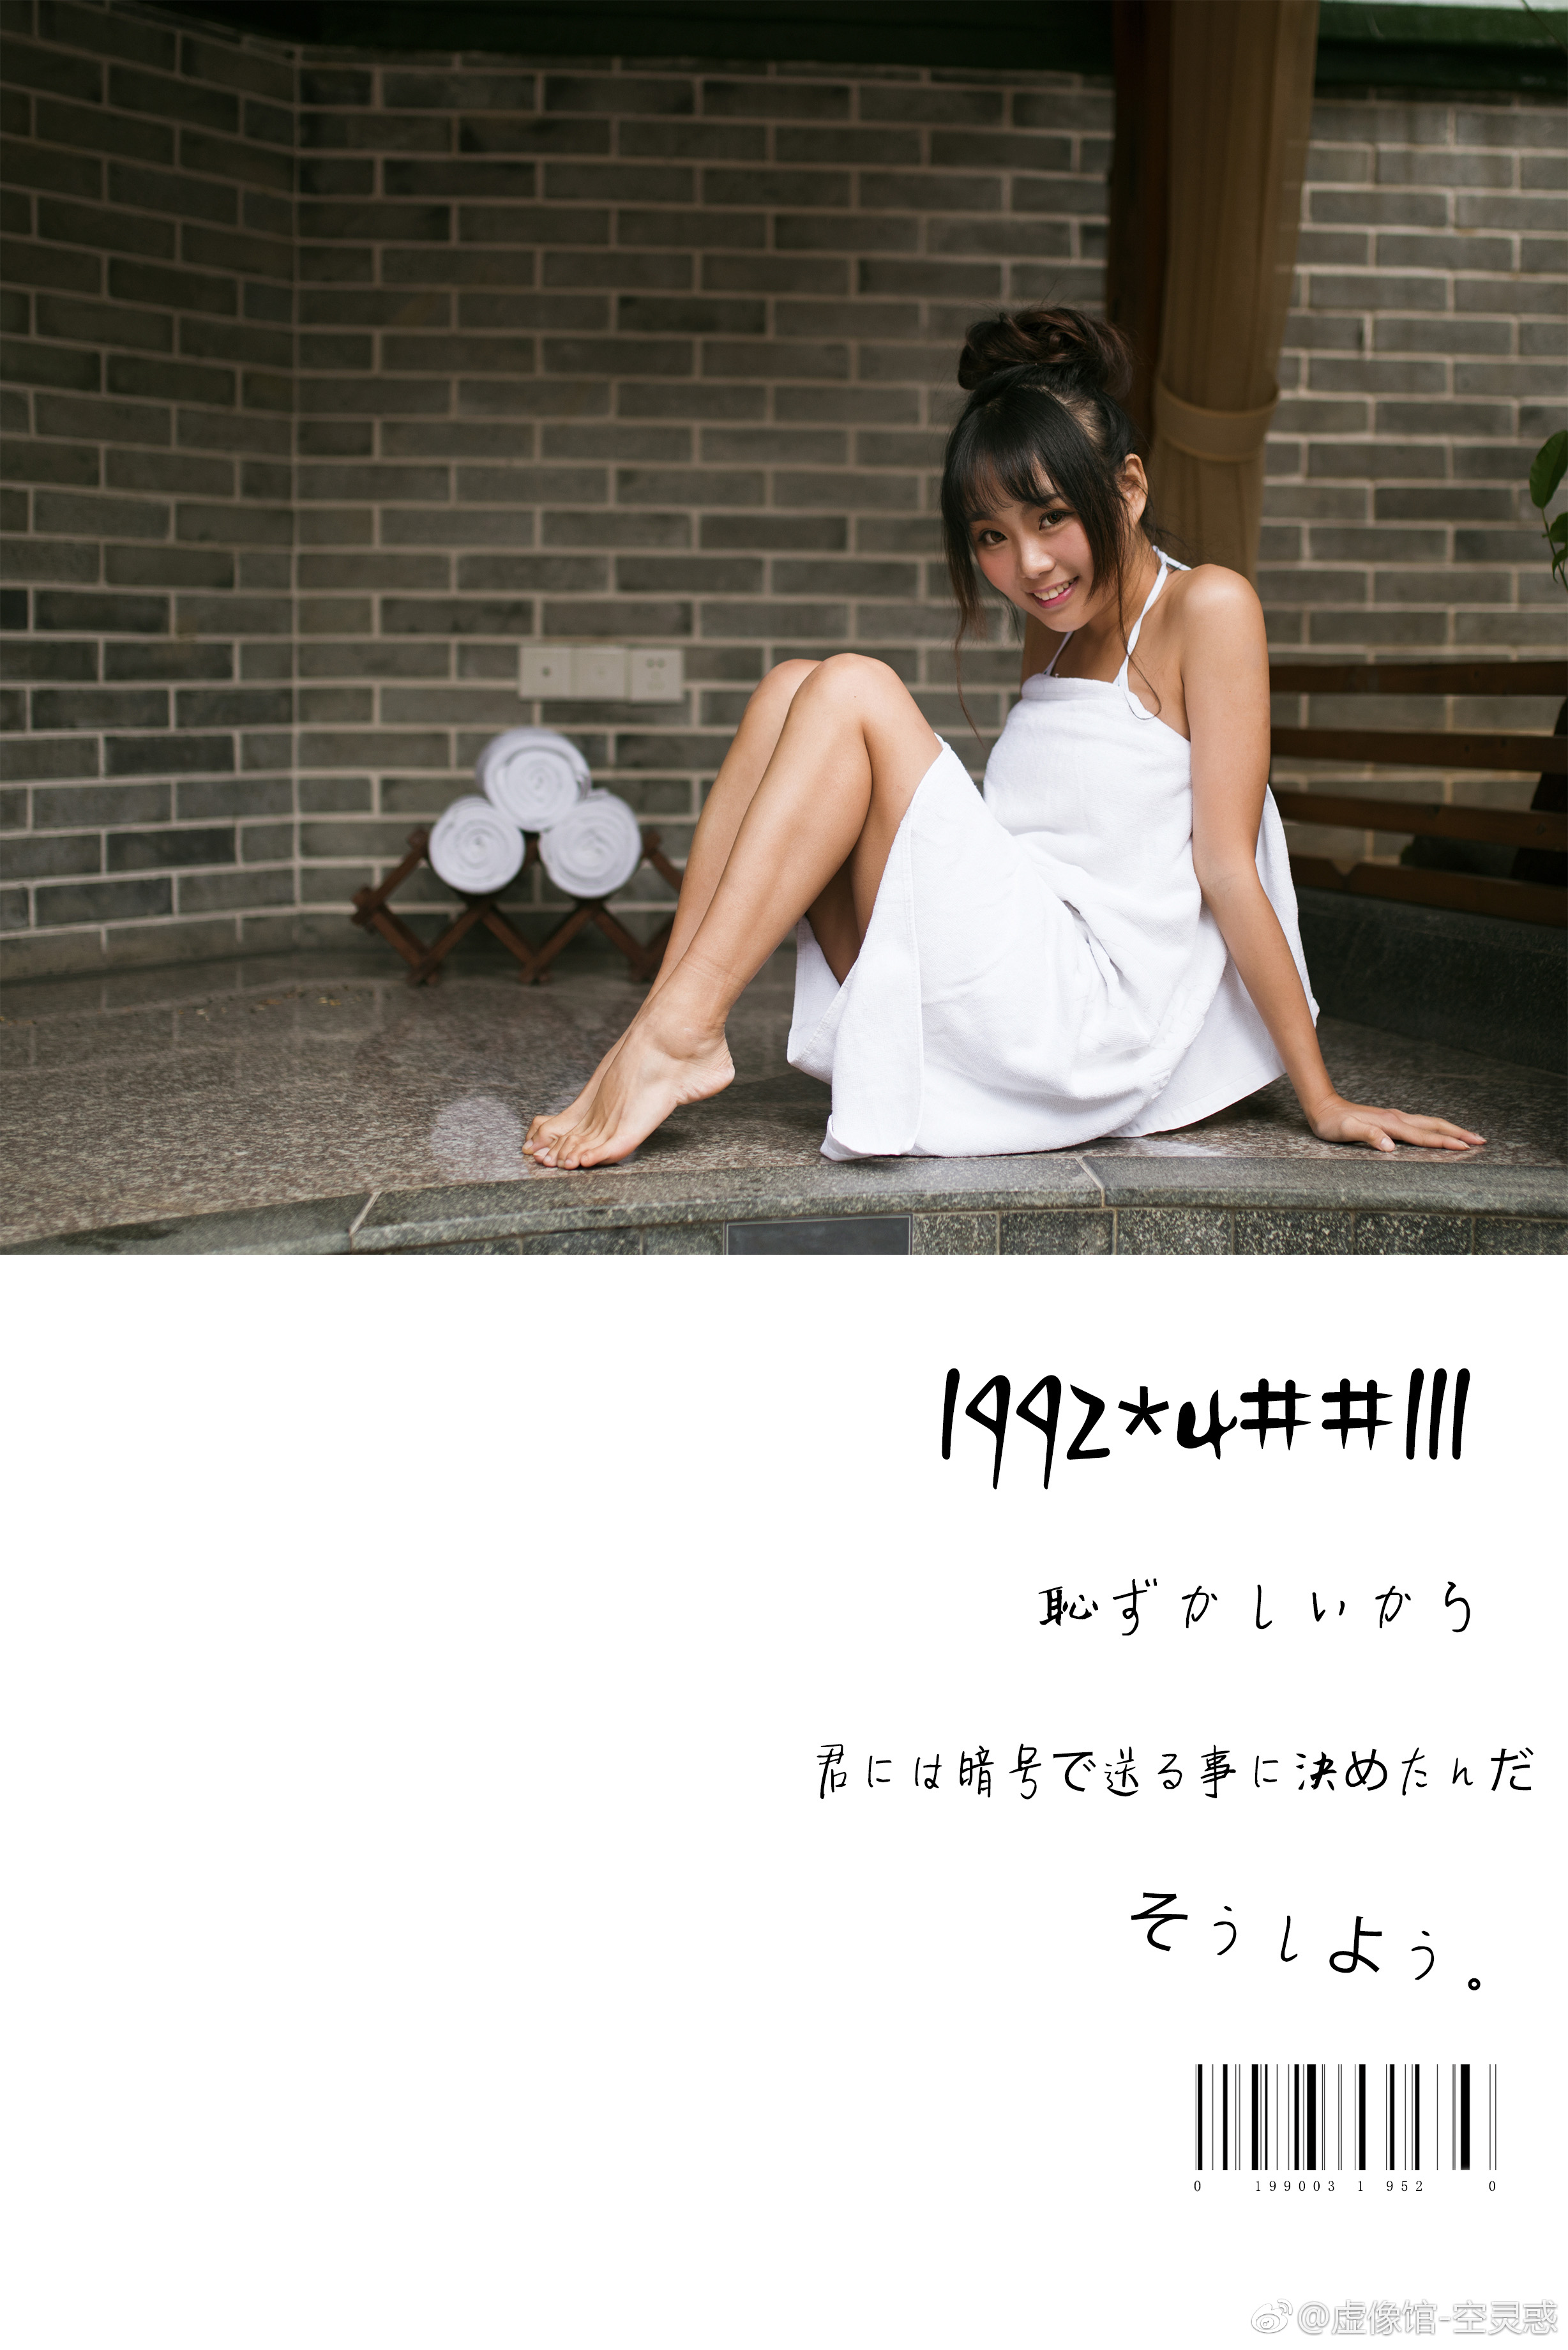 1992*4##111
恥ずかしいから
君には暗号で送る事に決めたんだ
そうしよう。
0 199003 1 952 0
@虚像馆-空灵惑